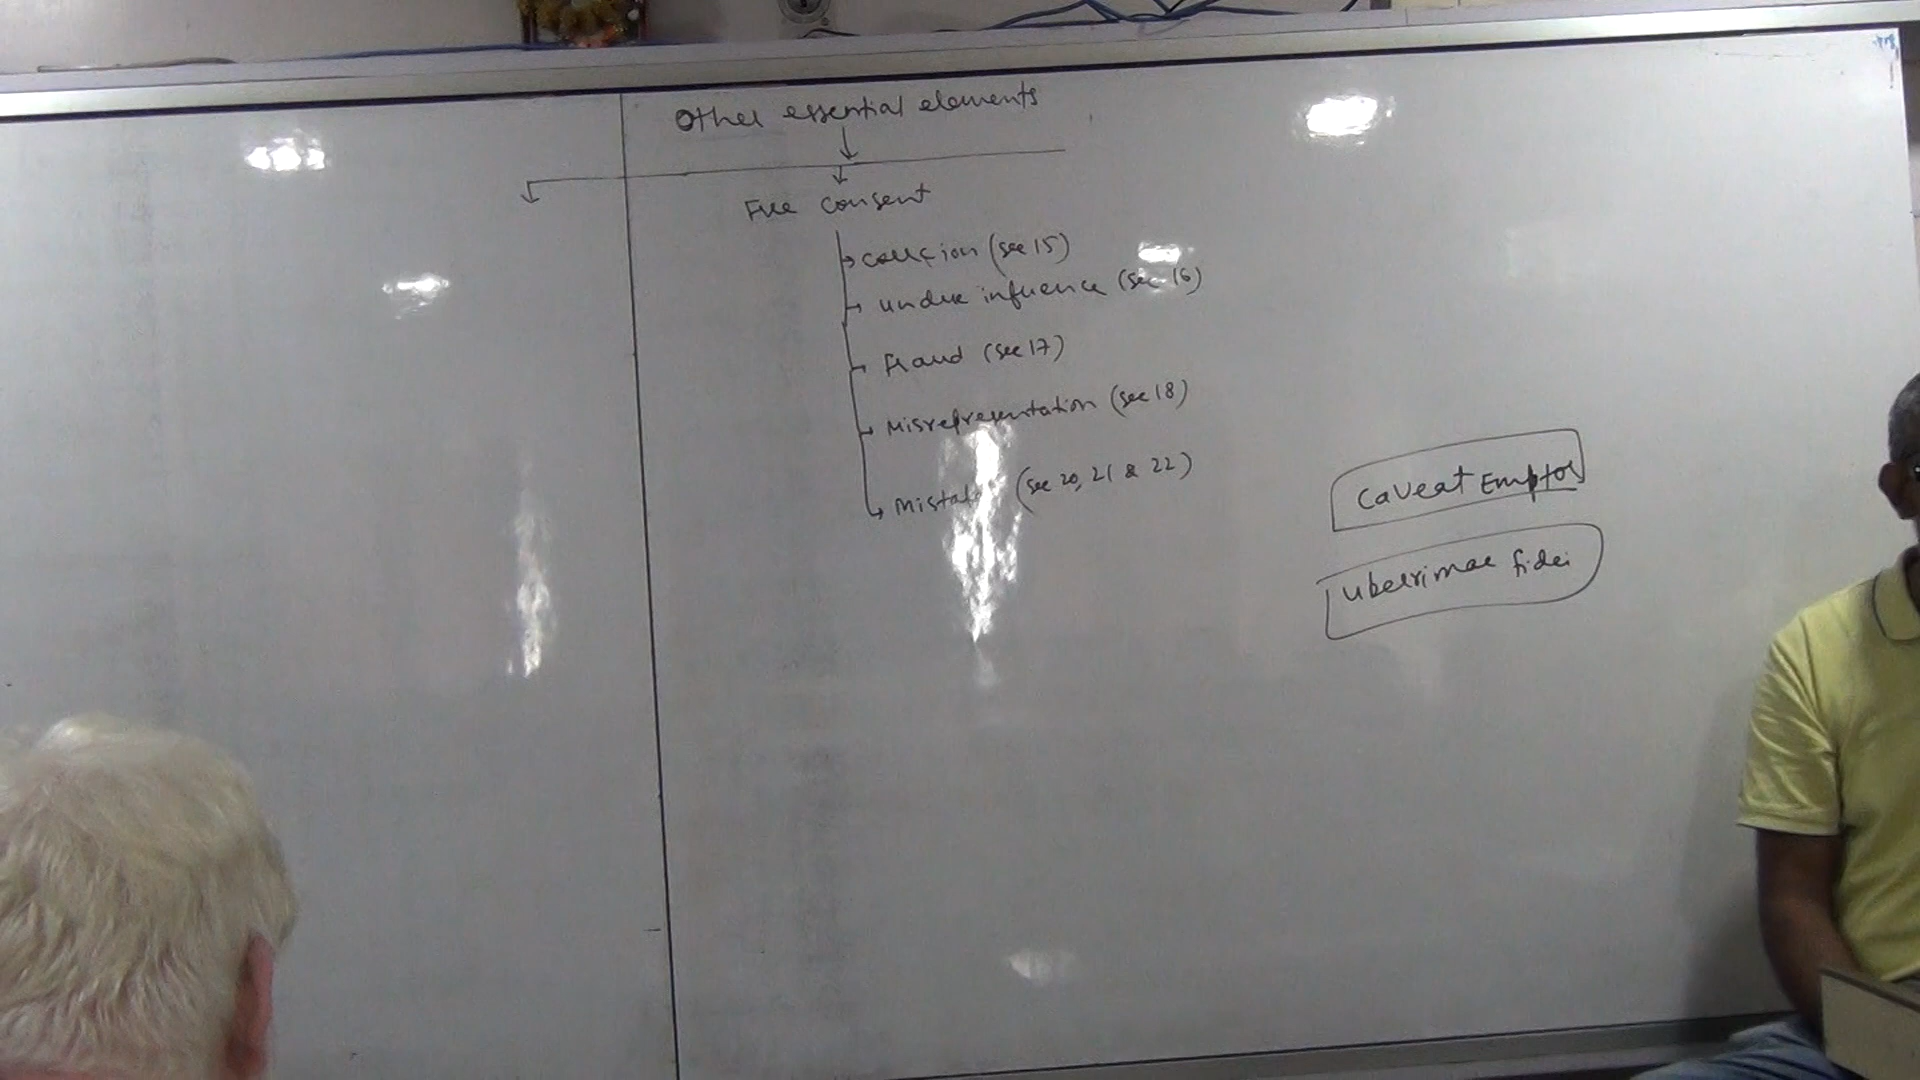 Other essential elements
Free consent
Coercion (sec 15)
undue influence (sec 16)
Fraud (sec 17)
Misrepresentation (sec 18)
Mistake (sec 20, 21 & 22)
Caveat Emptor
uberrimae fidei